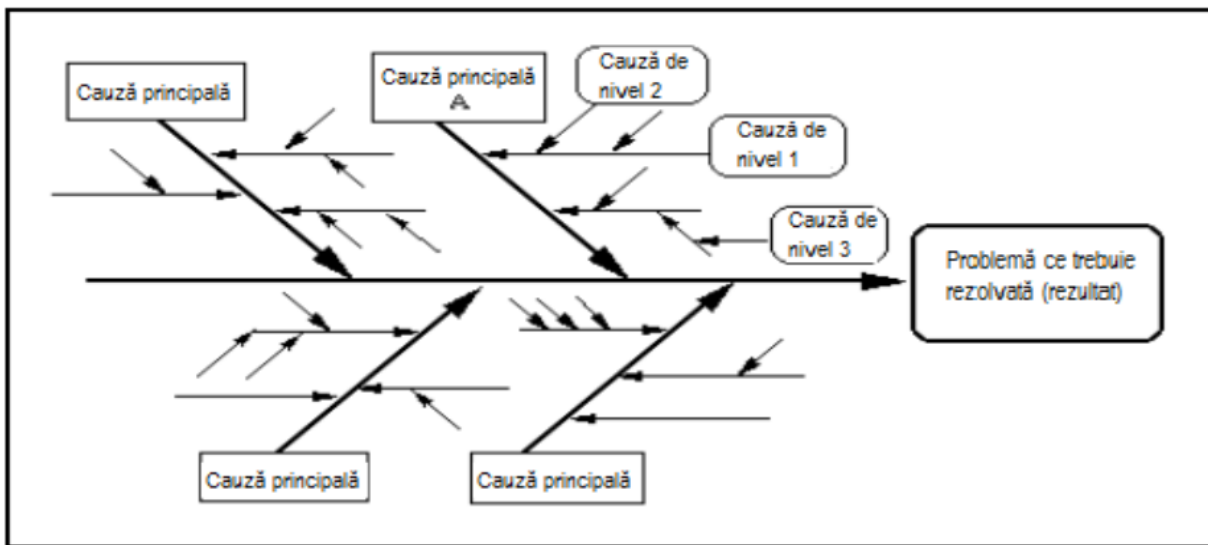 Cauză principală
Cauză principală
A
Cauză de
nivel 2
Cauză de
nivel 1
Cauză de
nivel 3
Problemă ce trebuie
rezolvată (rezultat)
Cauză principală
Cauză principală